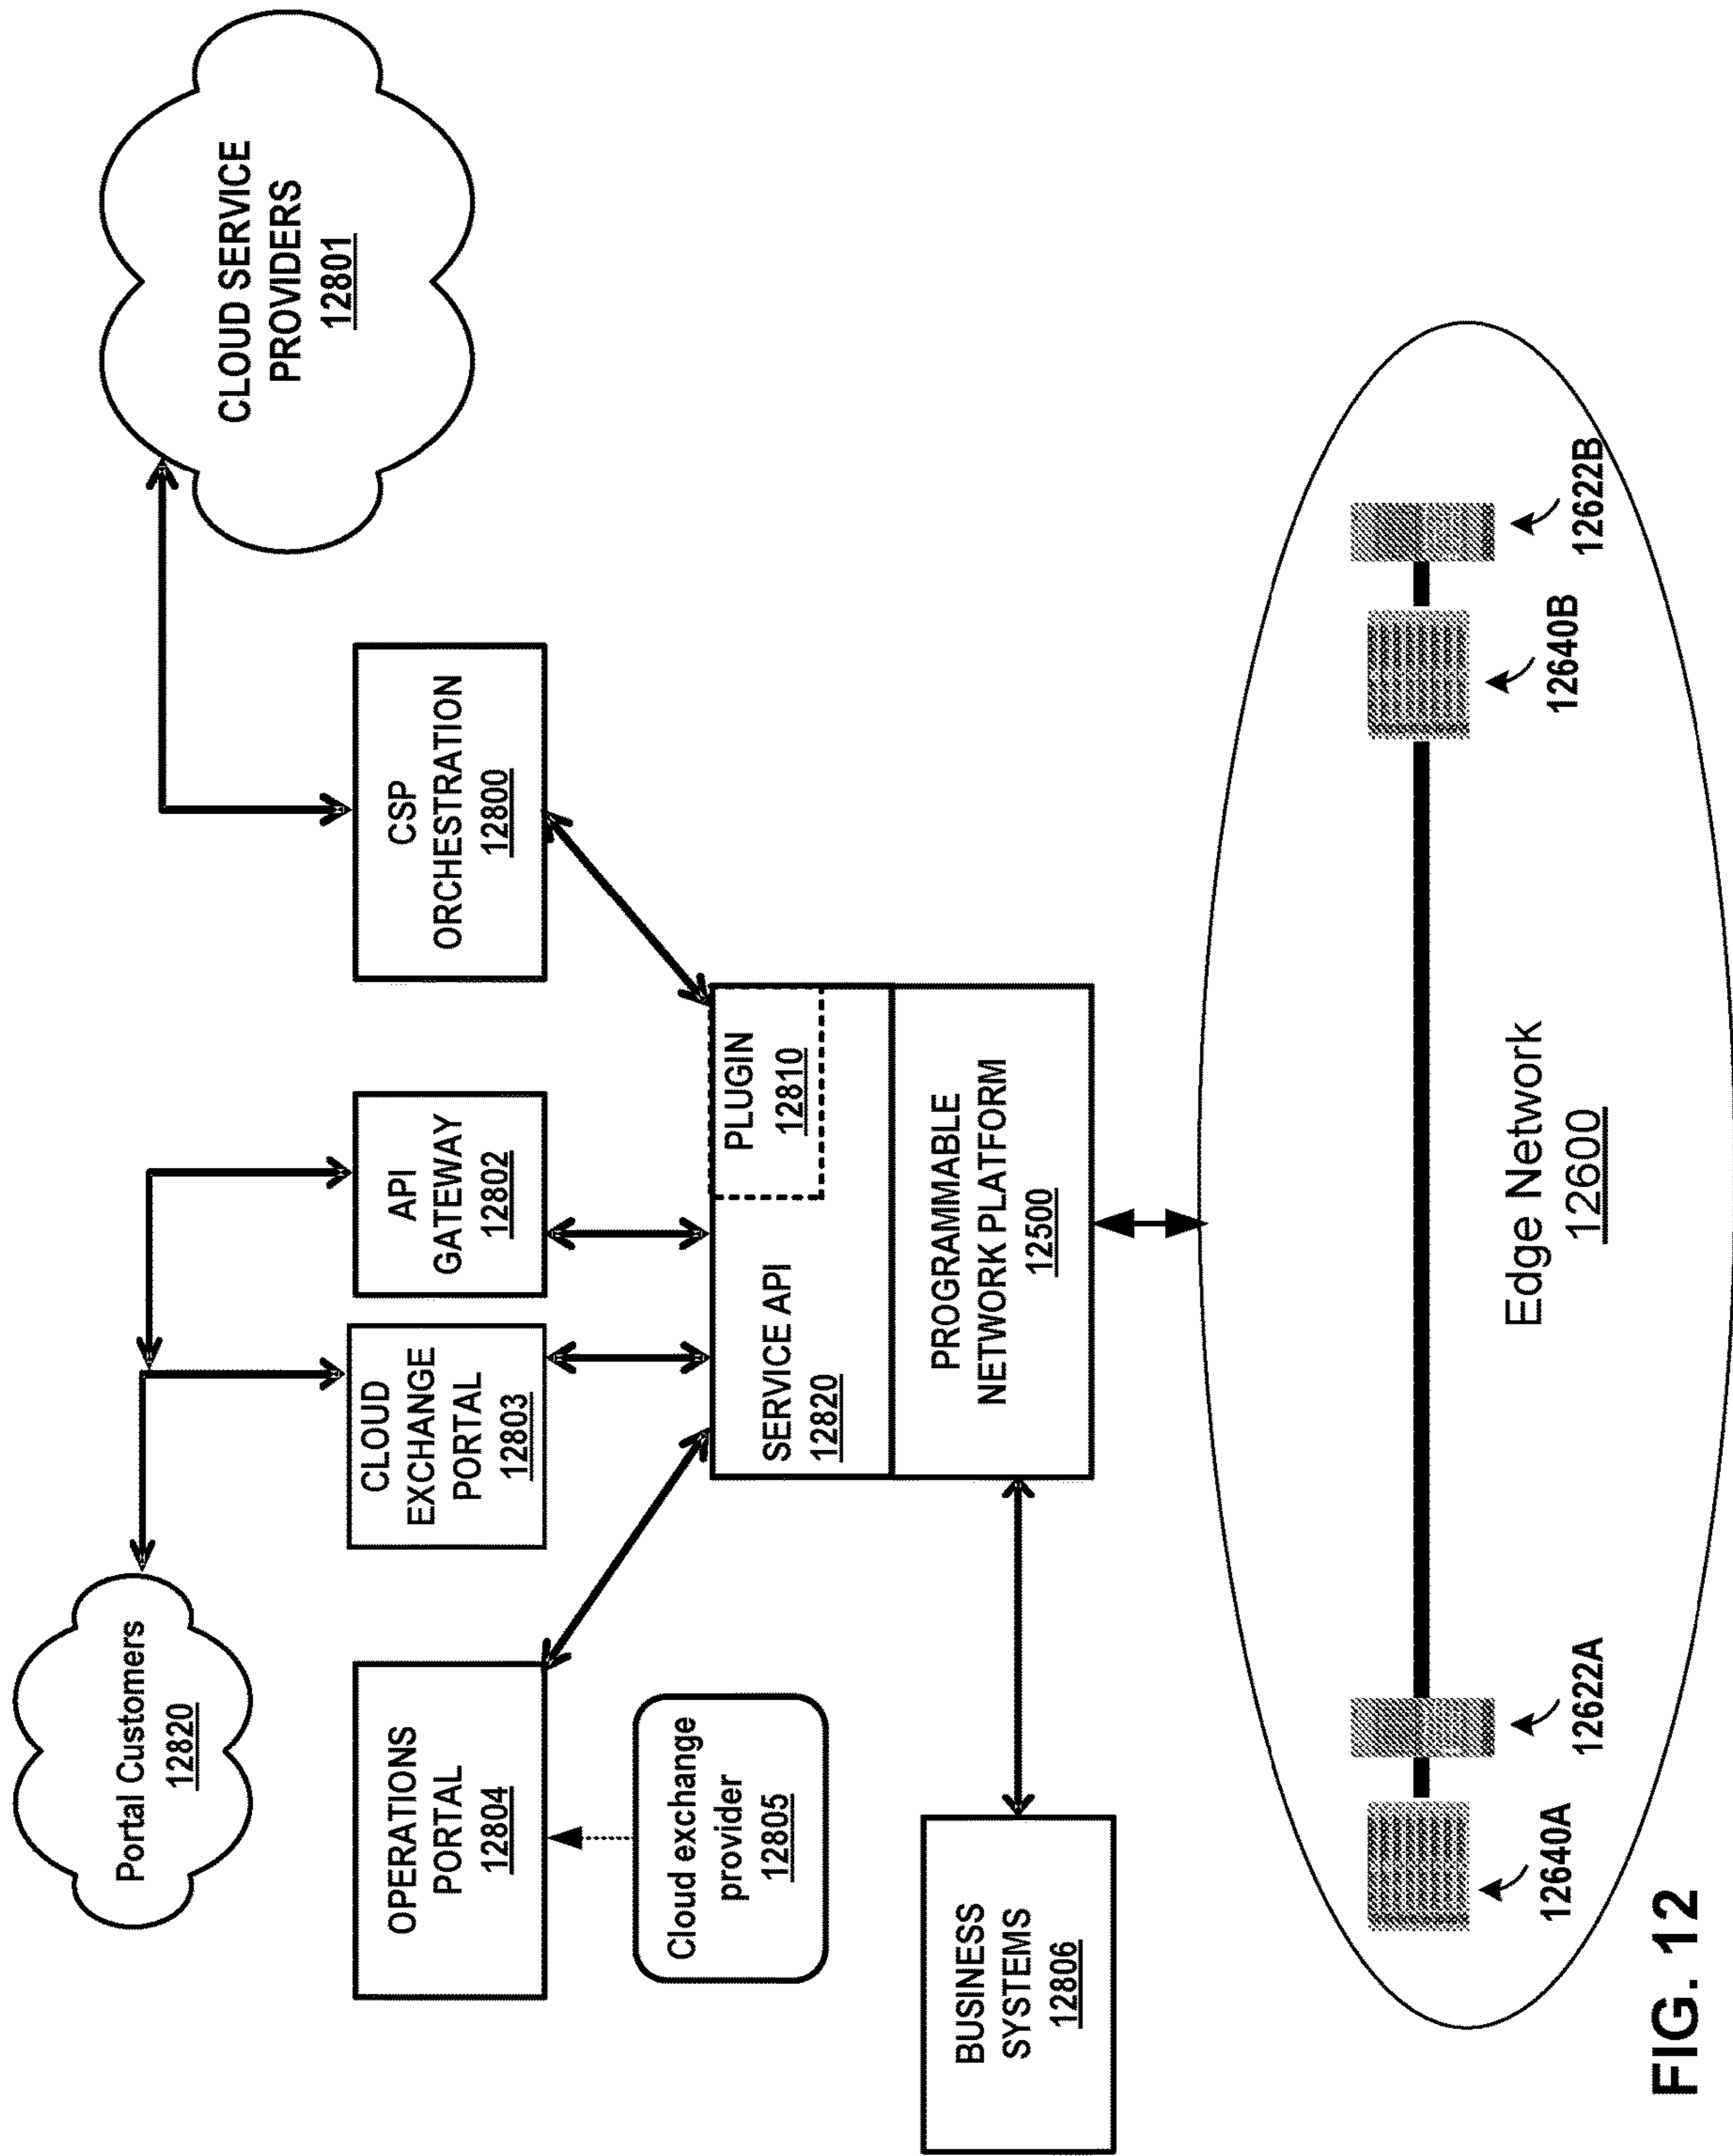 Portal Customers
12820
CLOUD SERVICE
PROVIDERS
12801
OPERATIONS
PORTAL
12804
CLOUD
EXCHANGE
PORTAL
12803
API
GATEWAY
12802
CSP
ORCHESTRATION
12800
Cloud exchange
provider
12805
SERVICE API
12820
PLUGIN
12810
BUSINESS
SYSTEMS
12806
PROGRAMMABLE
NETWORK PLATFORM
12500
12640A
12622A
Edge Network
12600
12640B
12622B
FIG. 12